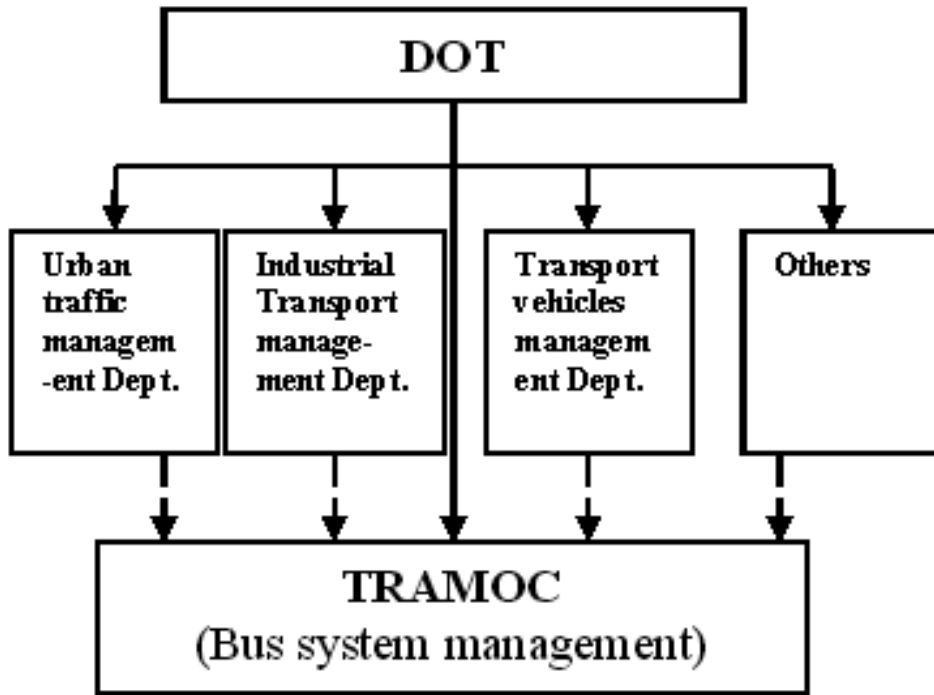 DOT
Urban
traffic
managem
-ent Dept.
Industrial
Transport
manage-
ment Dept.
Transport
vehicles
managem
ent Dept.
Others
TRAMOC
(Bus system management)